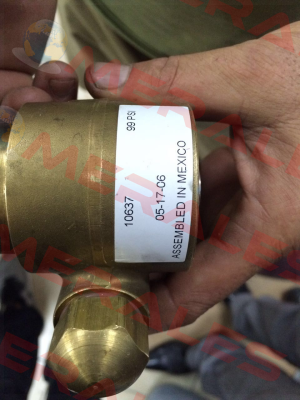 10637 99 PSI
05-17-06
ASSEMBLED IN MEXICO